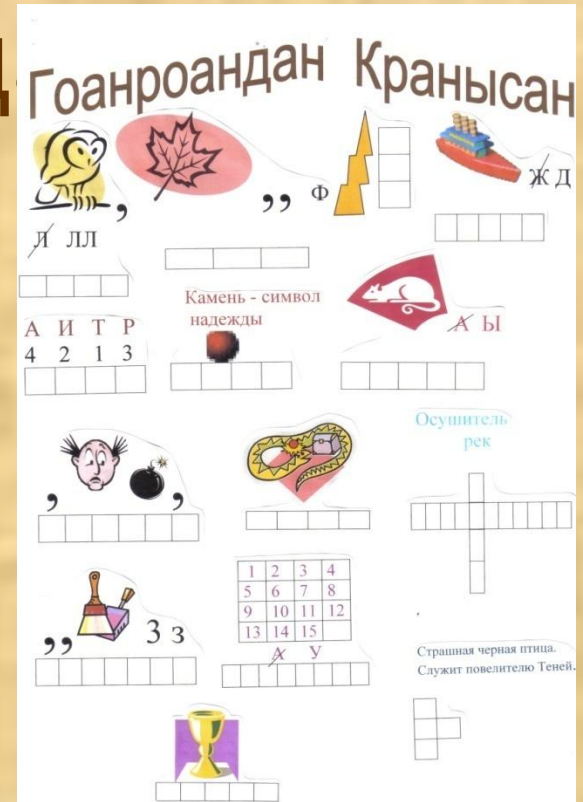 Д
Гоанроандан Кранысан
,
Л ЛЛ
,, Ф
Ж Д
А И Т Р
4 2 1 3
Камень - символ
надежды
А Ы
,
,
Осушитель
рек
,, З з
1 2 3 4
5 6 7 8
9 10 11 12
13 14 15
А У
Страшная черная птица.
Служит повелителю Теней.